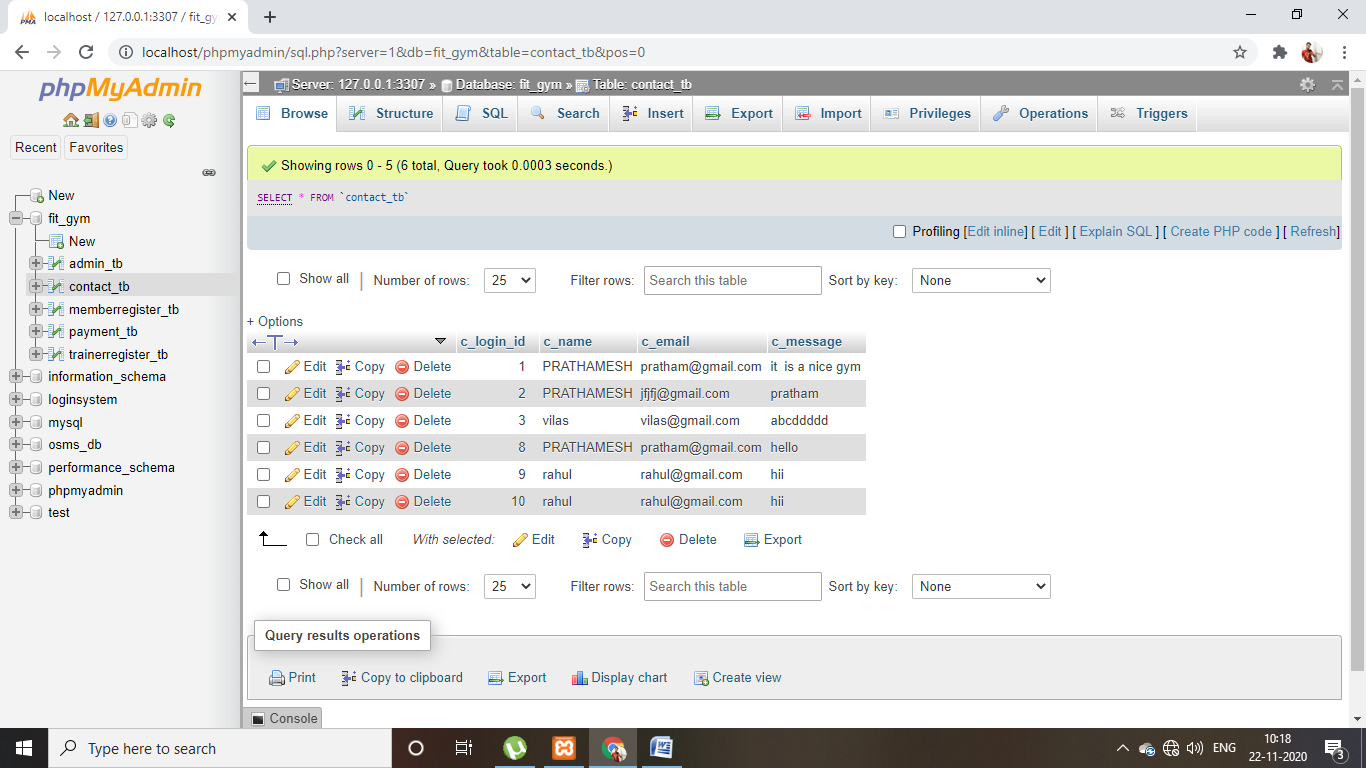 localhost / 127.0.0.1:3307 / fit_gy
localhost/phpmyadmin/sql.php?server=1&db=fit_gym&table=contact_tb&pos=0
phpMyAdmin
Recent Favorites
New
fit_gym
New
admin_tb
contact_tb
memberregister_tb
payment_tb
trainerregister_tb
information_schema
loginsystem
mysql
osms_db
performance_schema
phpmyadmin
test
Server: 127.0.0.1:3307 » Database: fit_gym » Table: contact_tb
Browse Structure SQL Search Insert Export Import Privileges Operations Triggers
Showing rows 0 - 5 (6 total, Query took 0.0003 seconds.)
SELECT * FROM `contact_tb`
Profiling [Edit inline] [ Edit ] [ Explain SQL ] [ Create PHP code ] [ Refresh]
Show all | Number of rows: 25 Filter rows: Search this table Sort by key: None
+ Options
←T→ c_login_id c_name c_email c_message
Edit Copy Delete 1 PRATHAMESH pratham@gmail.com it is a nice gym
Edit Copy Delete 2 PRATHAMESH jfjfj@gmail.com pratham
Edit Copy Delete 3 vilas vilas@gmail.com abcddddd
Edit Copy Delete 8 PRATHAMESH pratham@gmail.com hello
Edit Copy Delete 9 rahul rahul@gmail.com hii
Edit Copy Delete 10 rahul rahul@gmail.com hii
Check all With selected: Edit Copy Delete Export
Show all | Number of rows: 25 Filter rows: Search this table Sort by key: None
Query results operations
Print Copy to clipboard Export Display chart Create view
Console
Type here to search
ENG
10:18
22-11-2020
3